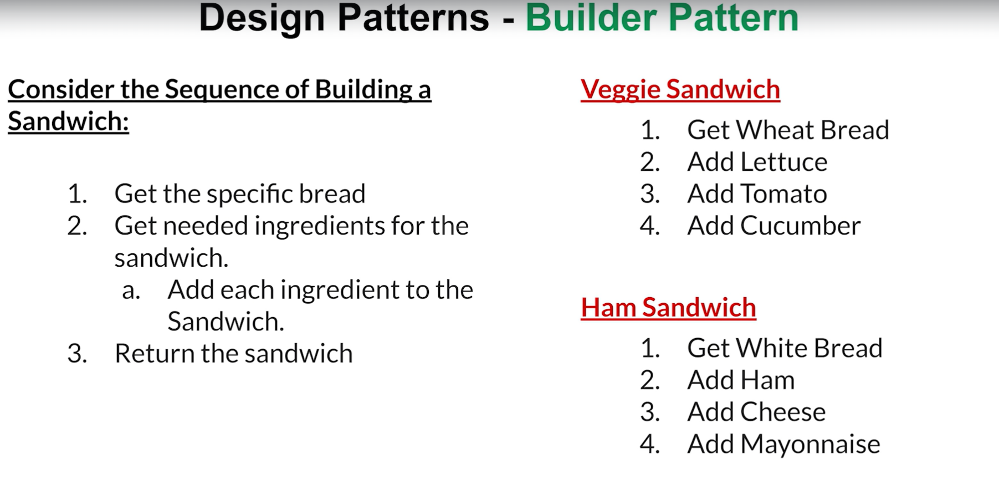 Design Patterns - Builder Pattern
Consider the Sequence of Building a
Sandwich:
1. Get the specific bread
2. Get needed ingredients for the
sandwich.
a. Add each ingredient to the
Sandwich.
3. Return the sandwich
Veggie Sandwich
1. Get Wheat Bread
2. Add Lettuce
3. Add Tomato
4. Add Cucumber
Ham Sandwich
1. Get White Bread
2. Add Ham
3. Add Cheese
4. Add Mayonnaise